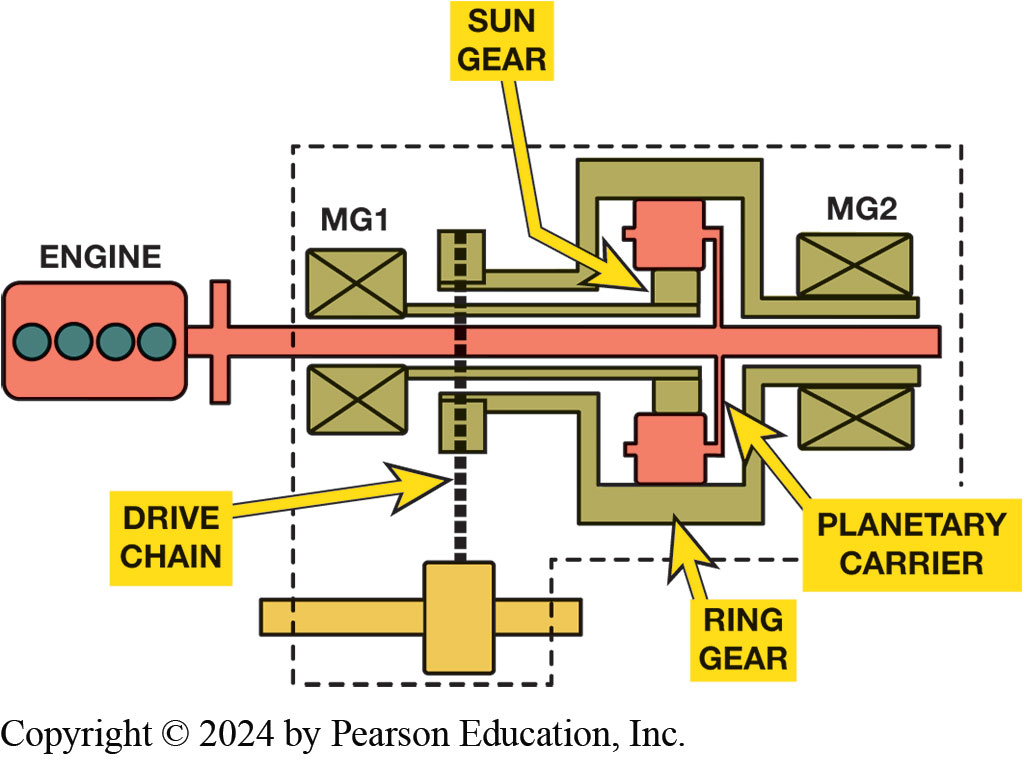 SUN
GEAR
MG1
MG2
ENGINE
DRIVE
CHAIN
PLANETARY
CARRIER
RING
GEAR
Copyright © 2024 by Pearson Education, Inc.